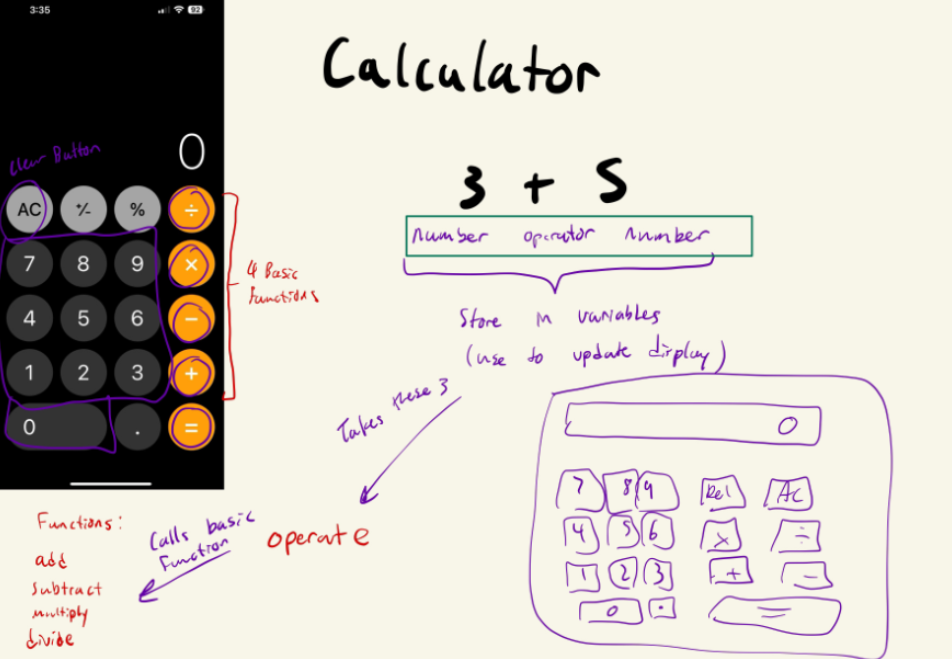 3:35
92
Calculator
0
clear Button
AC +/- % ÷
7 8 9 ×
4 5 6 −
1 2 3 +
0 . =
4 Basic
Functions
3 + 5
number operator number
Store in variables
(use to update display)
Takes these 3
operate
Calls basic
Function
Functions:
add
subtract
multiply
divide
0
7 8 9 Del AC
4 5 6 × ÷
1 2 3 + −
0 . =